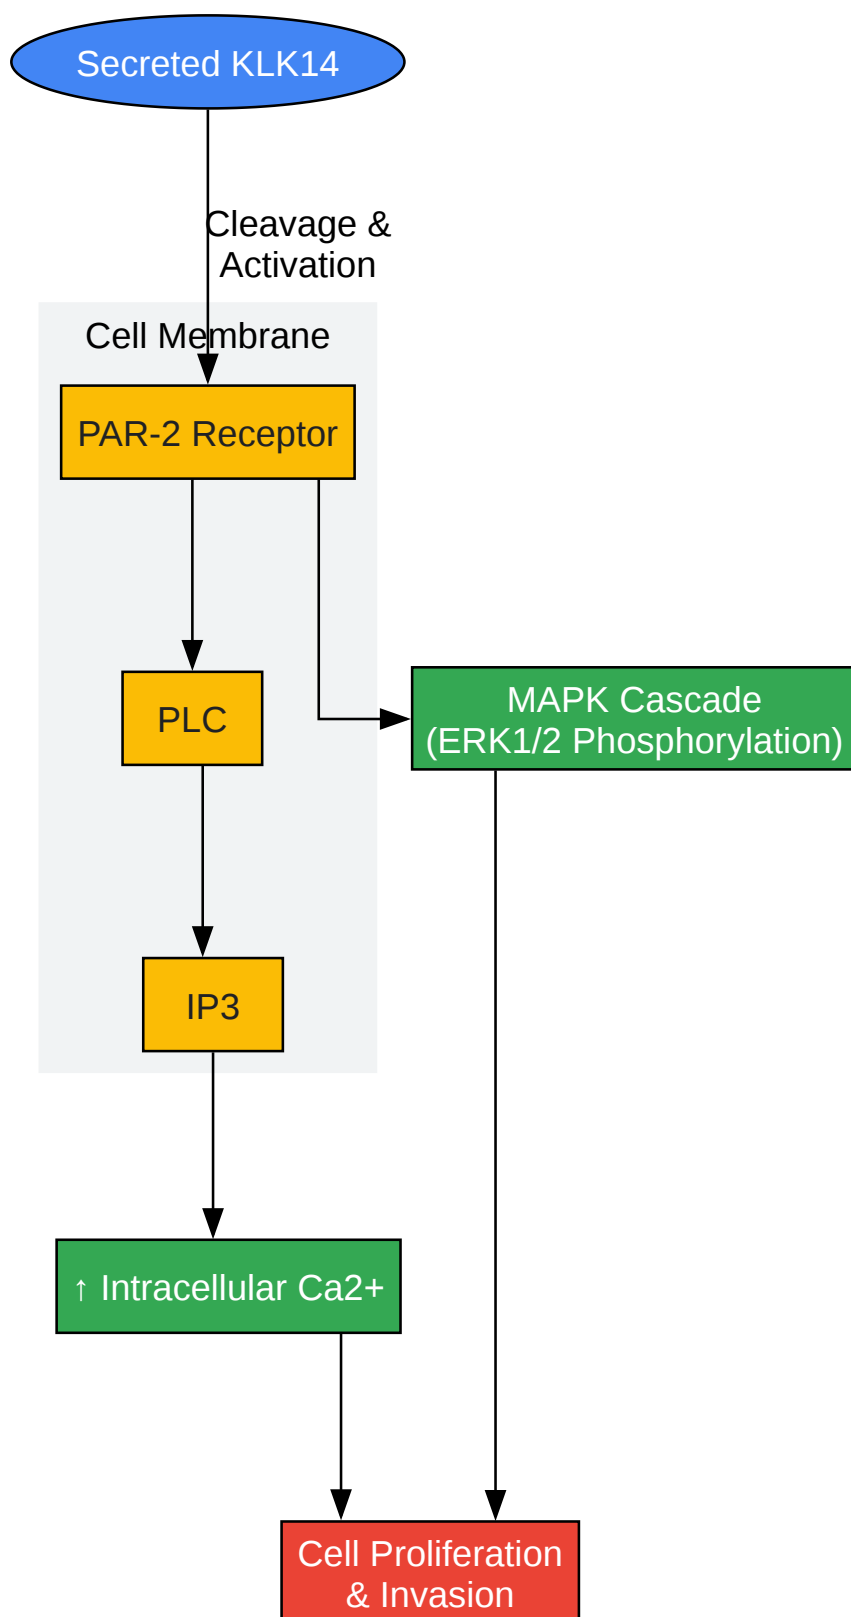 Secreted KLK14
Cleavage &
Activation
Cell Membrane
PAR-2 Receptor
PLC
MAPK Cascade
(ERK1/2 Phosphorylation)
IP3
↑ Intracellular Ca2+
Cell Proliferation
& Invasion